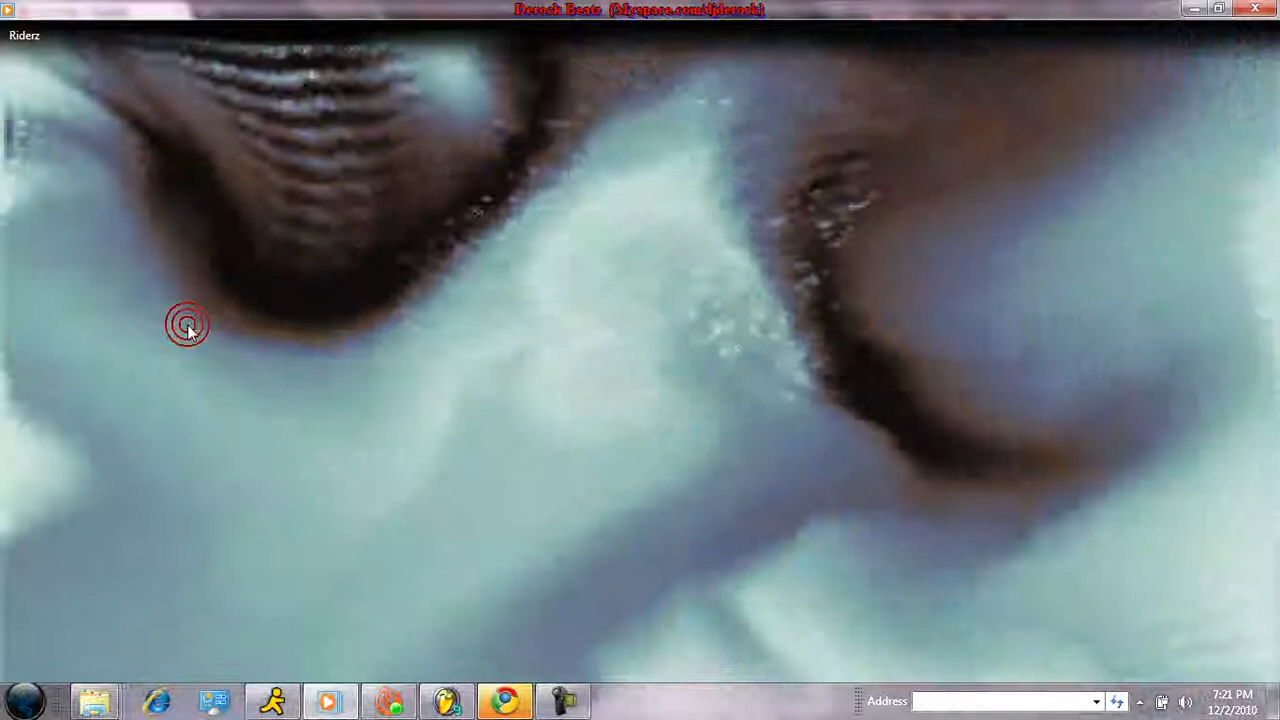 Derock Beatz (Myspace.com/djderock)
Riderz
Address
7:21 PM
12/2/2010